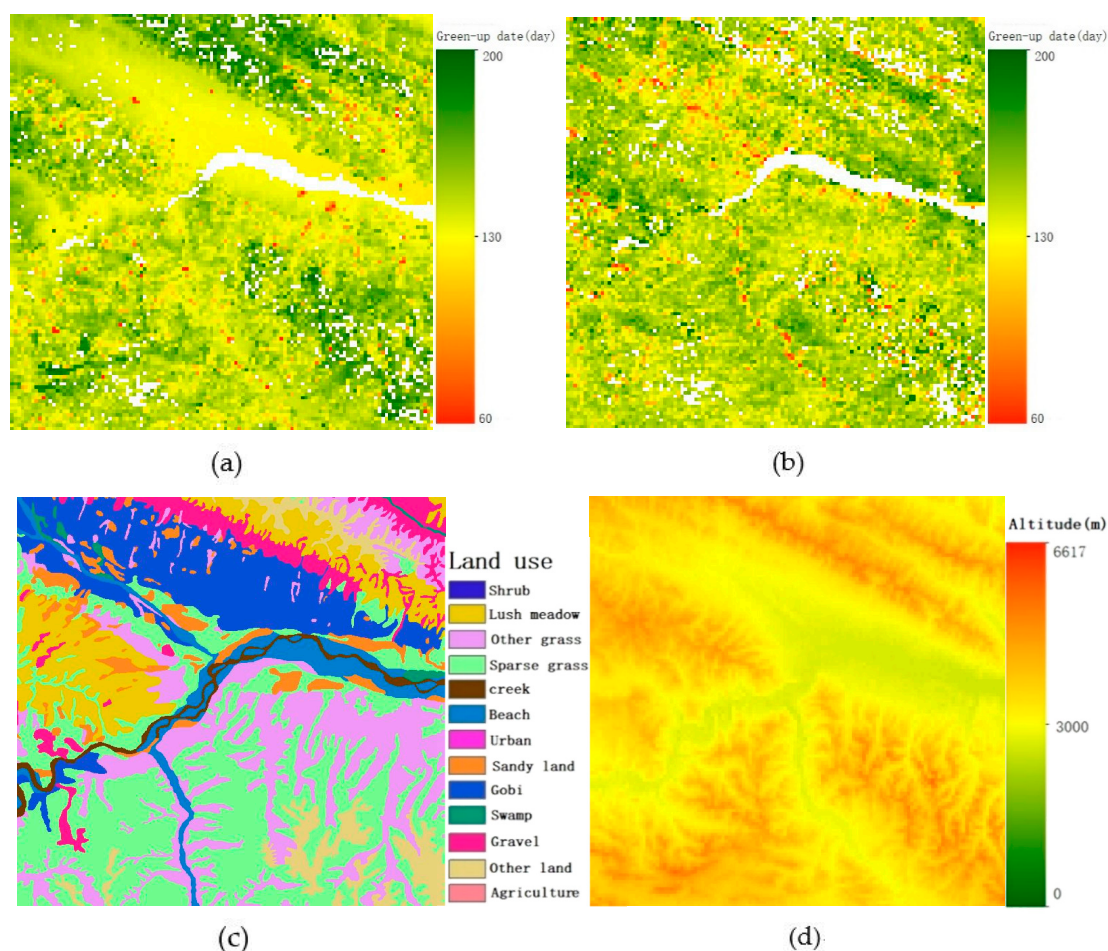 Green-up date(day)
200
130
60
(a)
Green-up date(day)
200
130
60
(b)
Land use
Shrub
Lush meadow
Other grass
Sparse grass
creek
Beach
Urban
Sandy land
Gobi
Swamp
Gravel
Other land
Agriculture
(c)
Altitude(m)
6617
3000
0
(d)